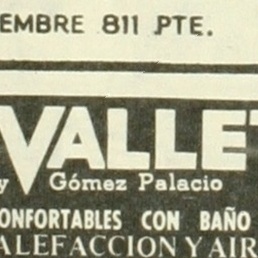 EMBRE 811 PTE.
VALLE
y Gómez Palacio
ONFORTABLES CON BAÑO
ALEFACCION Y AIR